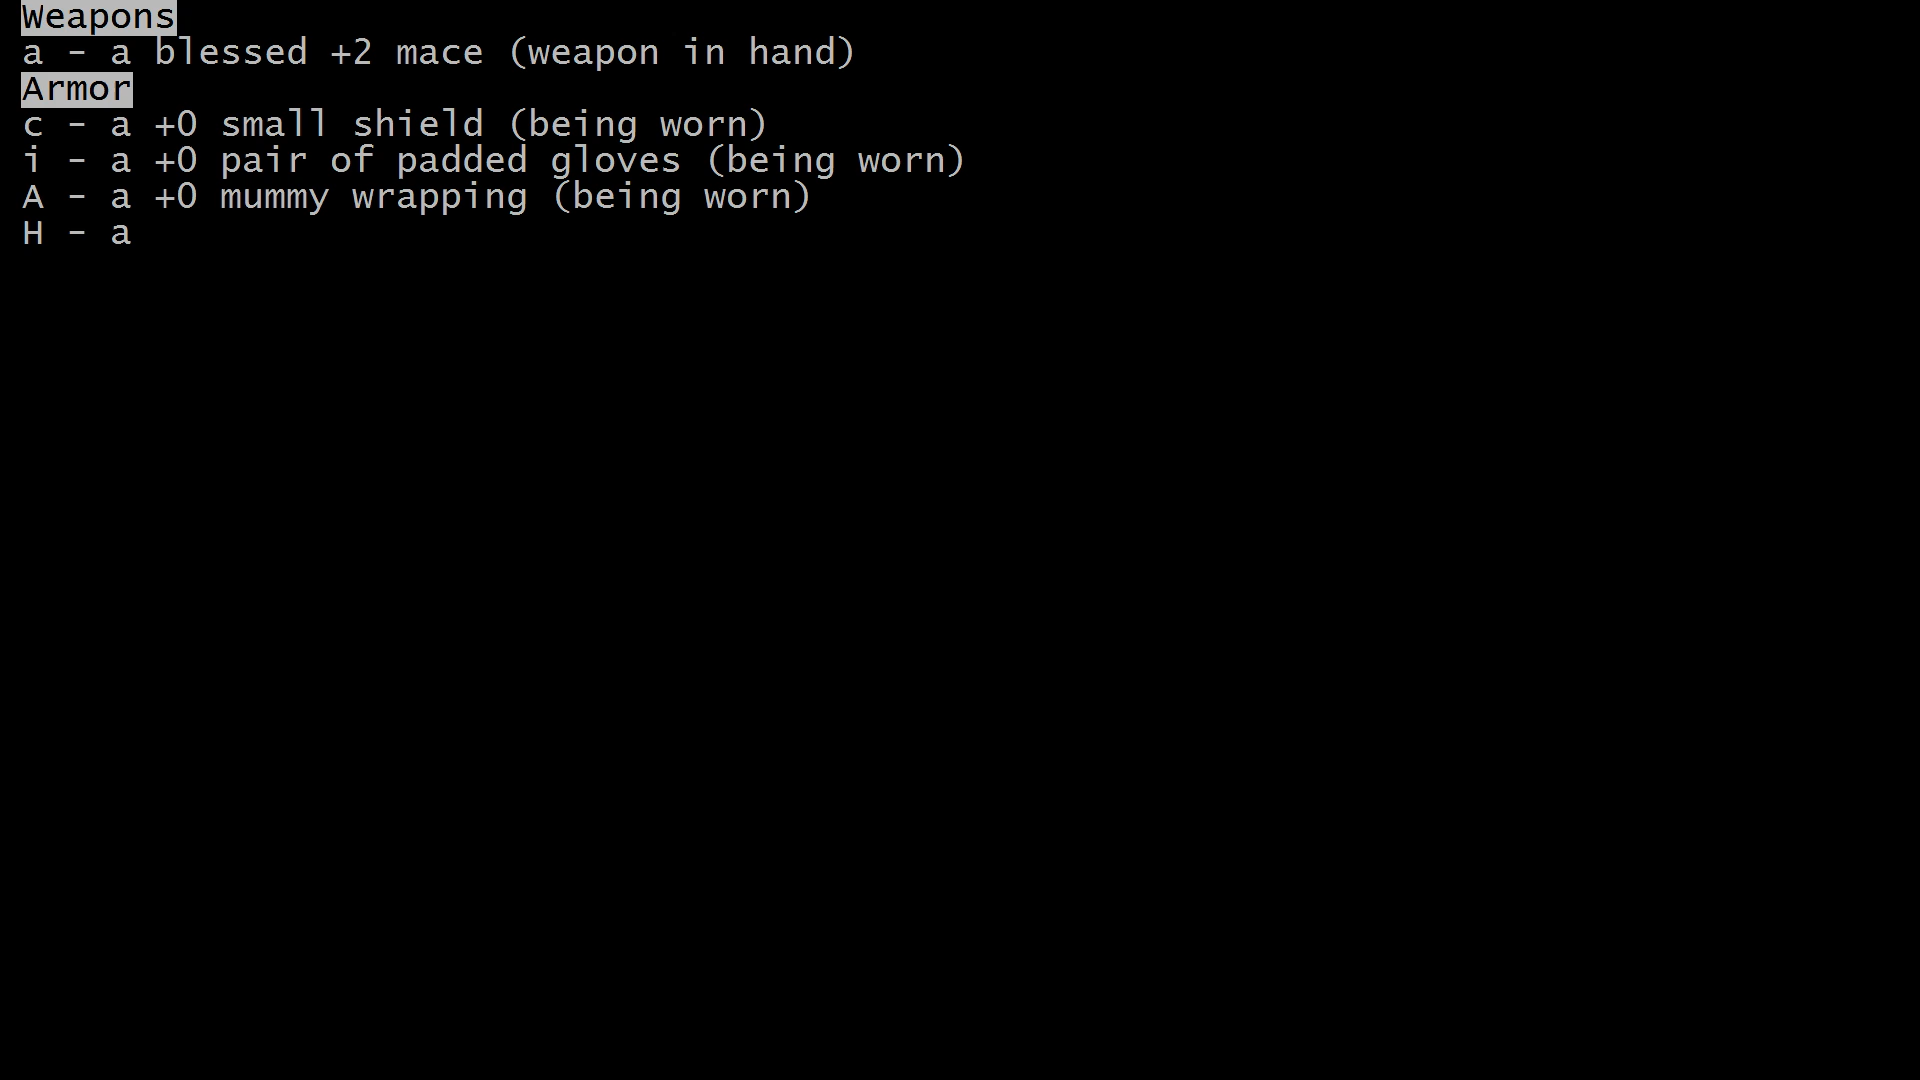 Weapons
a - a blessed +2 mace (weapon in hand)
Armor
c - a +0 small shield (being worn)
i - a +0 pair of padded gloves (being worn)
A - a +0 mummy wrapping (being worn)
H - a